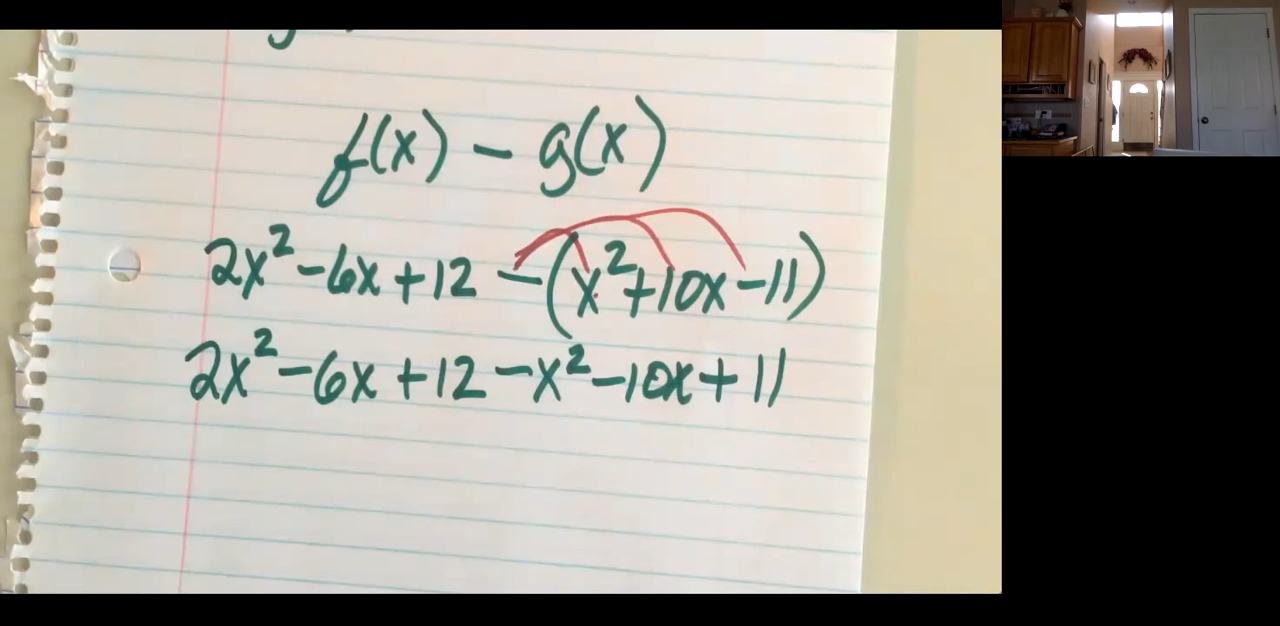 f(x) - g(x)
2x² -6x +12 -(x²+10x-11)
2x² -6x +12 -x² -10x + 11